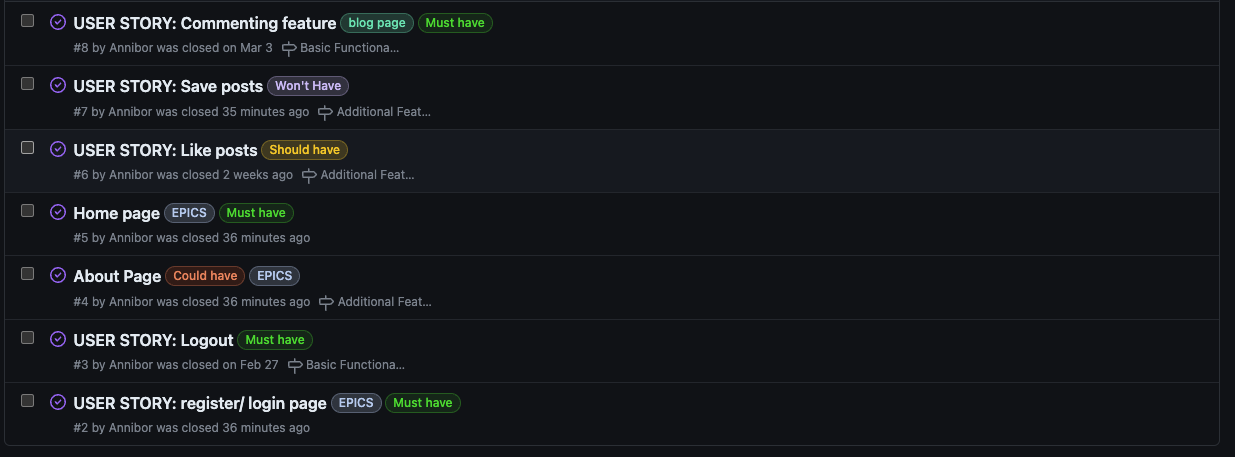 USER STORY: Commenting feature blog page Must have
#8 by Annibor was closed on Mar 3 Basic Functiona...
USER STORY: Save posts Won't Have
#7 by Annibor was closed 35 minutes ago Additional Feat...
USER STORY: Like posts Should have
#6 by Annibor was closed 2 weeks ago Additional Feat...
Home page EPICS Must have
#5 by Annibor was closed 36 minutes ago
About Page Could have EPICS
#4 by Annibor was closed 36 minutes ago Additional Feat...
USER STORY: Logout Must have
#3 by Annibor was closed on Feb 27 Basic Functiona...
USER STORY: register/ login page EPICS Must have
#2 by Annibor was closed 36 minutes ago